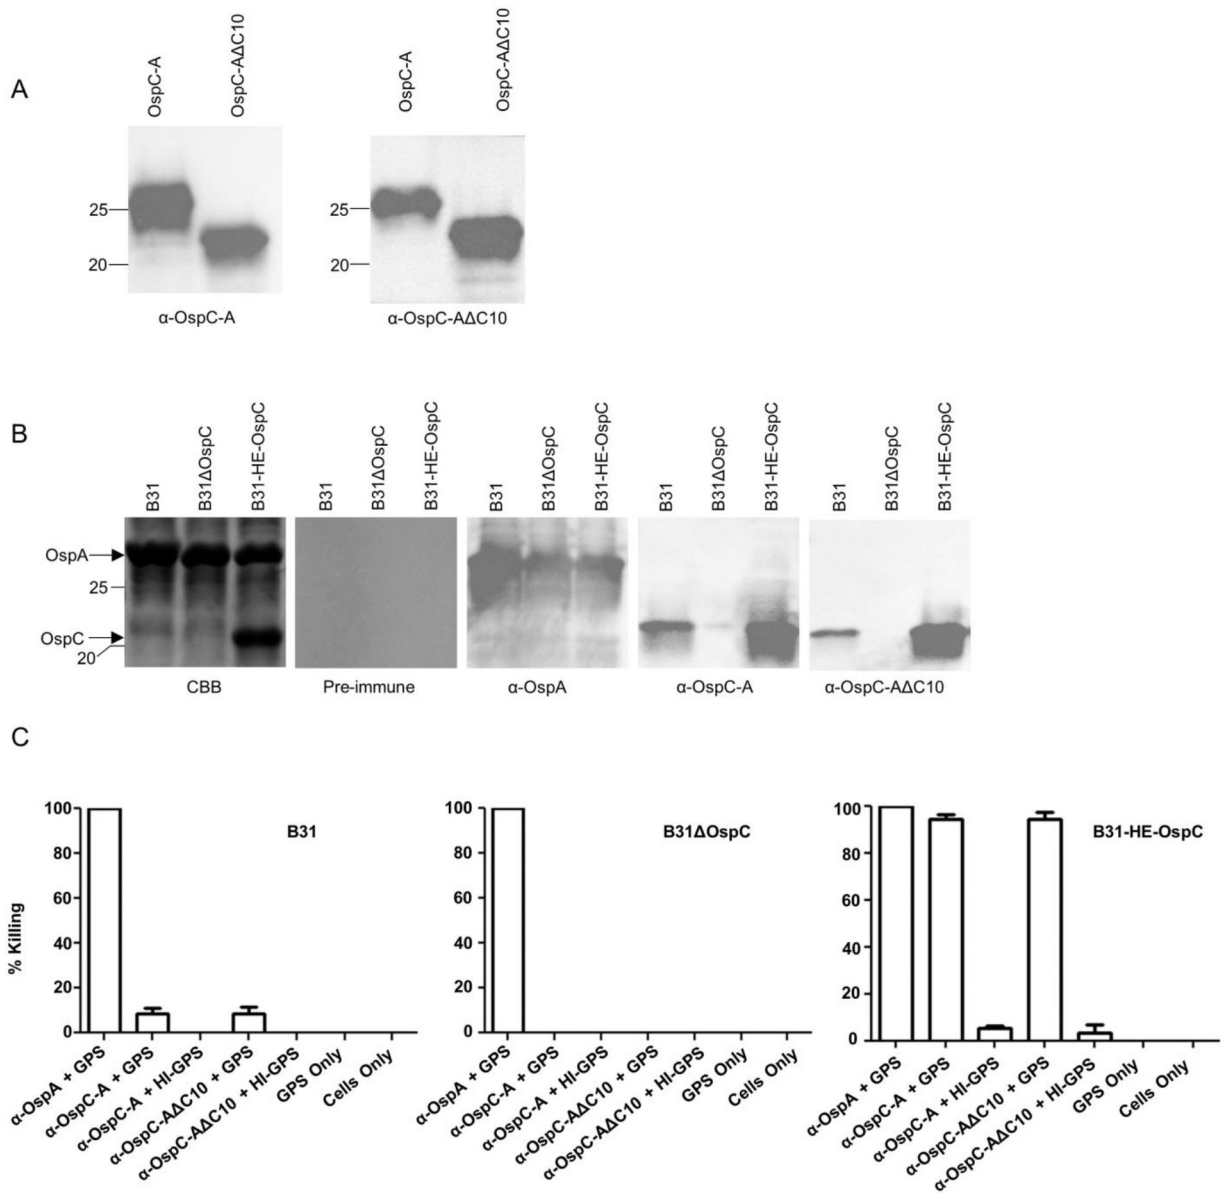 A
OspC-A
OspC-AΔC10
25
20
α-OspC-A
OspC-A
OspC-AΔC10
25
20
α-OspC-AΔC10
B
B31
B31ΔOspC
B31-HE-OspC
OspA
25
OspC
20
CBB
B31
B31ΔOspC
B31-HE-OspC
Pre-immune
B31
B31ΔOspC
B31-HE-OspC
α-OspA
B31
B31ΔOspC
B31-HE-OspC
α-OspC-A
B31
B31ΔOspC
B31-HE-OspC
α-OspC-AΔC10
C
% Killing
100
80
60
40
20
0
B31
α-OspA + GPS
α-OspC-A + GPS
α-OspC-A + HI-GPS
α-OspC-AΔC10 + GPS
α-OspC-AΔC10 + HI-GPS
GPS Only
Cells Only
100
80
60
40
20
0
B31ΔOspC
α-OspA + GPS
α-OspC-A + GPS
α-OspC-A + HI-GPS
α-OspC-AΔC10 + GPS
α-OspC-AΔC10 + HI-GPS
GPS Only
Cells Only
100
80
60
40
20
0
B31-HE-OspC
α-OspA + GPS
α-OspC-A + GPS
α-OspC-A + HI-GPS
α-OspC-AΔC10 + GPS
α-OspC-AΔC10 + HI-GPS
GPS Only
Cells Only